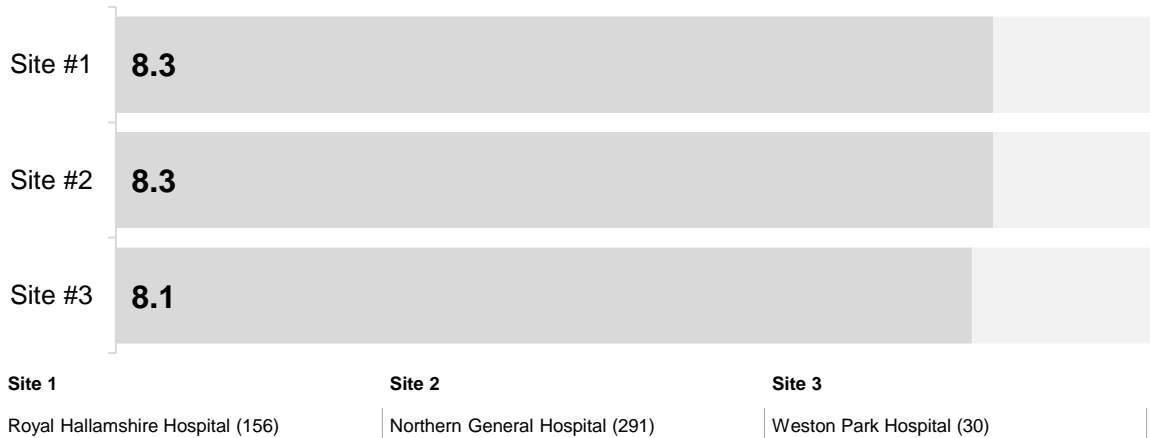 Site #1 8.3
Site #2 8.3
Site #3 8.1
Site 1 Site 2 Site 3
Royal Hallamshire Hospital (156) Northern General Hospital (291) Weston Park Hospital (30)